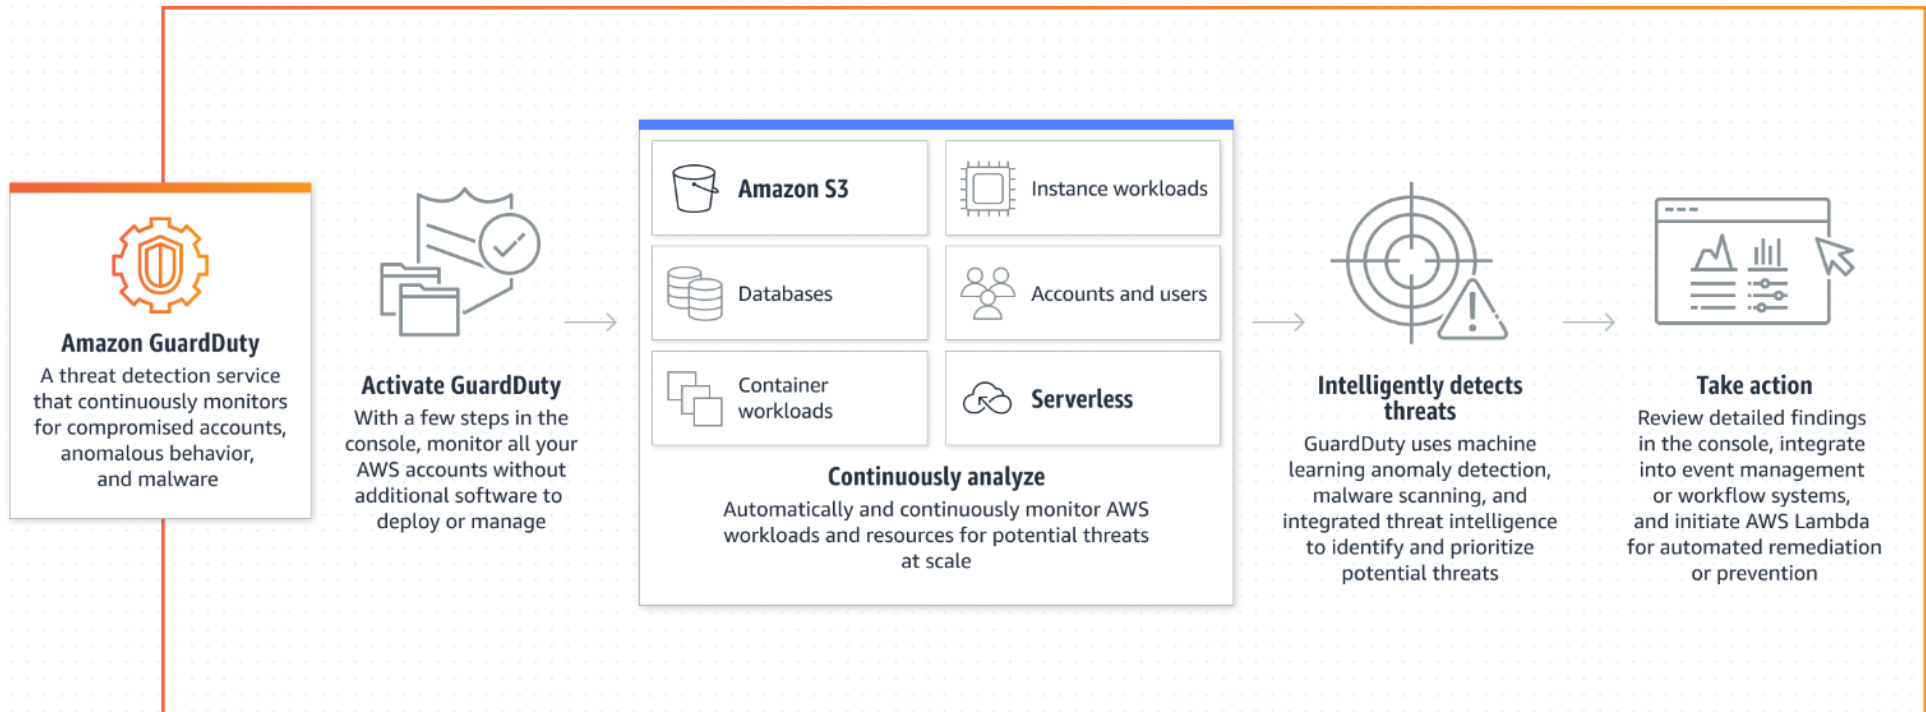 Amazon GuardDuty
A threat detection service
that continuously monitors
for compromised accounts,
anomalous behavior,
and malware
Activate GuardDuty
With a few steps in the
console, monitor all your
AWS accounts without
additional software to
deploy or manage
Amazon S3
Instance workloads
Databases
Accounts and users
Container
workloads
Serverless
Continuously analyze
Automatically and continuously monitor AWS
workloads and resources for potential threats
at scale
Intelligently detects
threats
GuardDuty uses machine
learning anomaly detection,
malware scanning, and
integrated threat intelligence
to identify and prioritize
potential threats
Take action
Review detailed findings
in the console, integrate
into event management
or workflow systems,
and initiate AWS Lambda
for automated remediation
or prevention